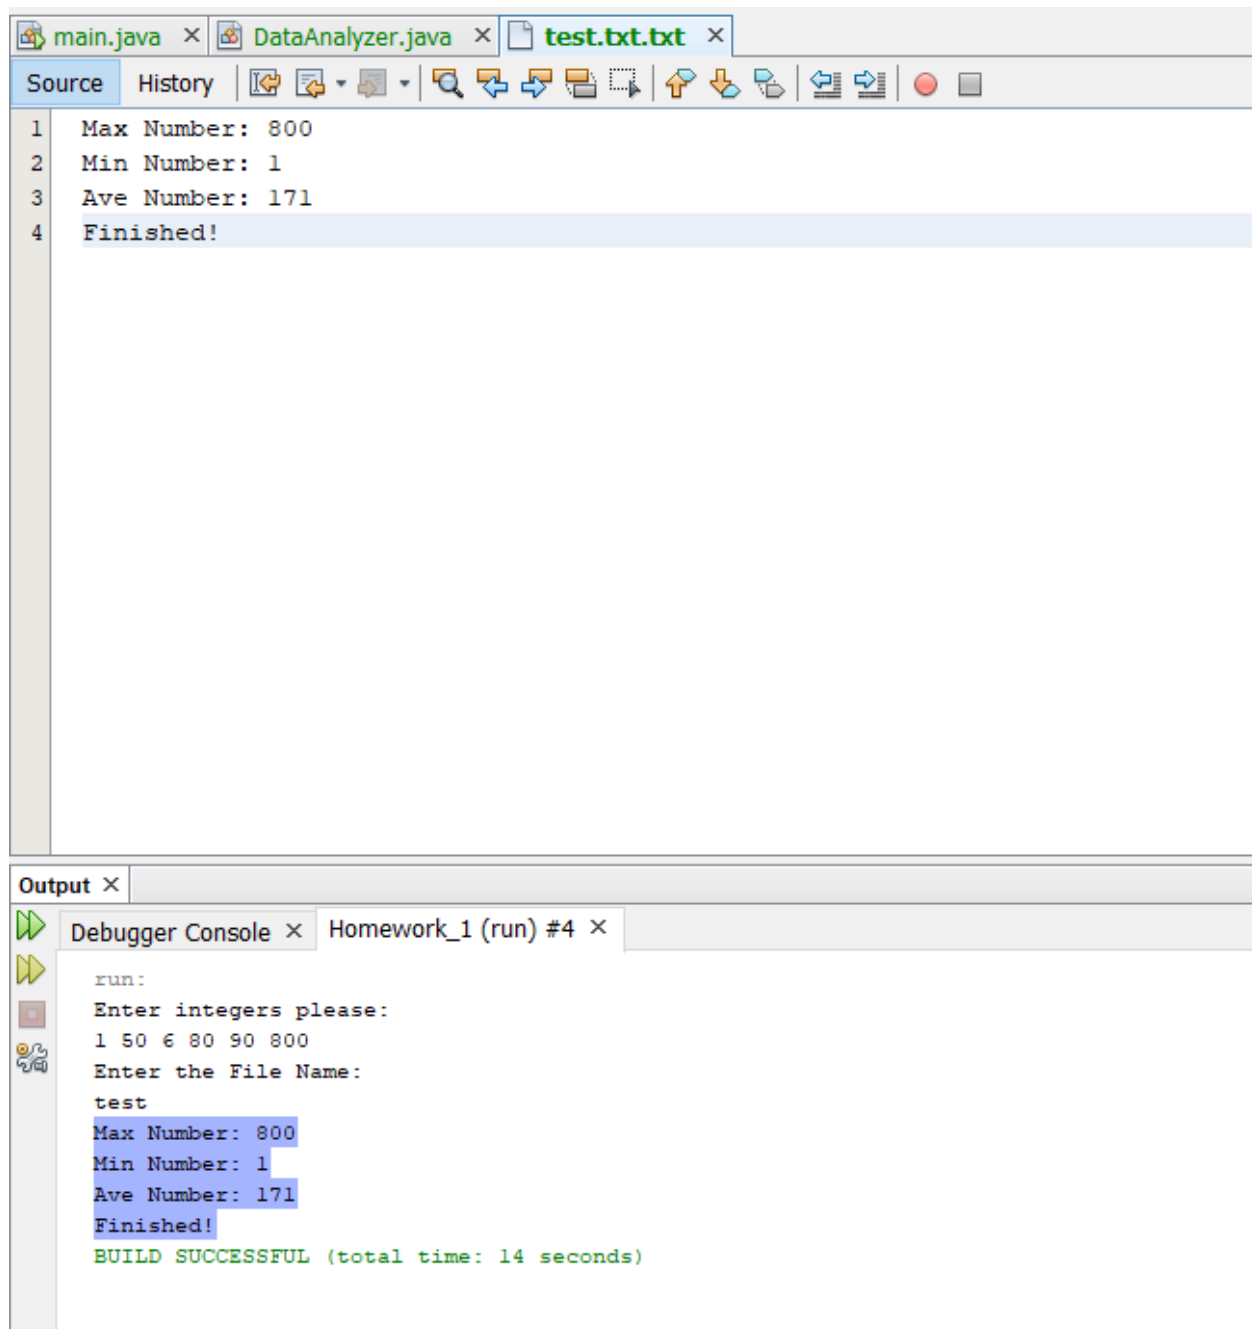 main.java DataAnalyzer.java test.txt.txt
Source History
1 Max Number: 800
2 Min Number: 1
3 Ave Number: 171
4 Finished!
Output
Debugger Console Homework_1 (run) #4
run:
Enter integers please:
1 50 6 80 90 800
Enter the File Name:
test
Max Number: 800
Min Number: 1
Ave Number: 171
Finished!
BUILD SUCCESSFUL (total time: 14 seconds)